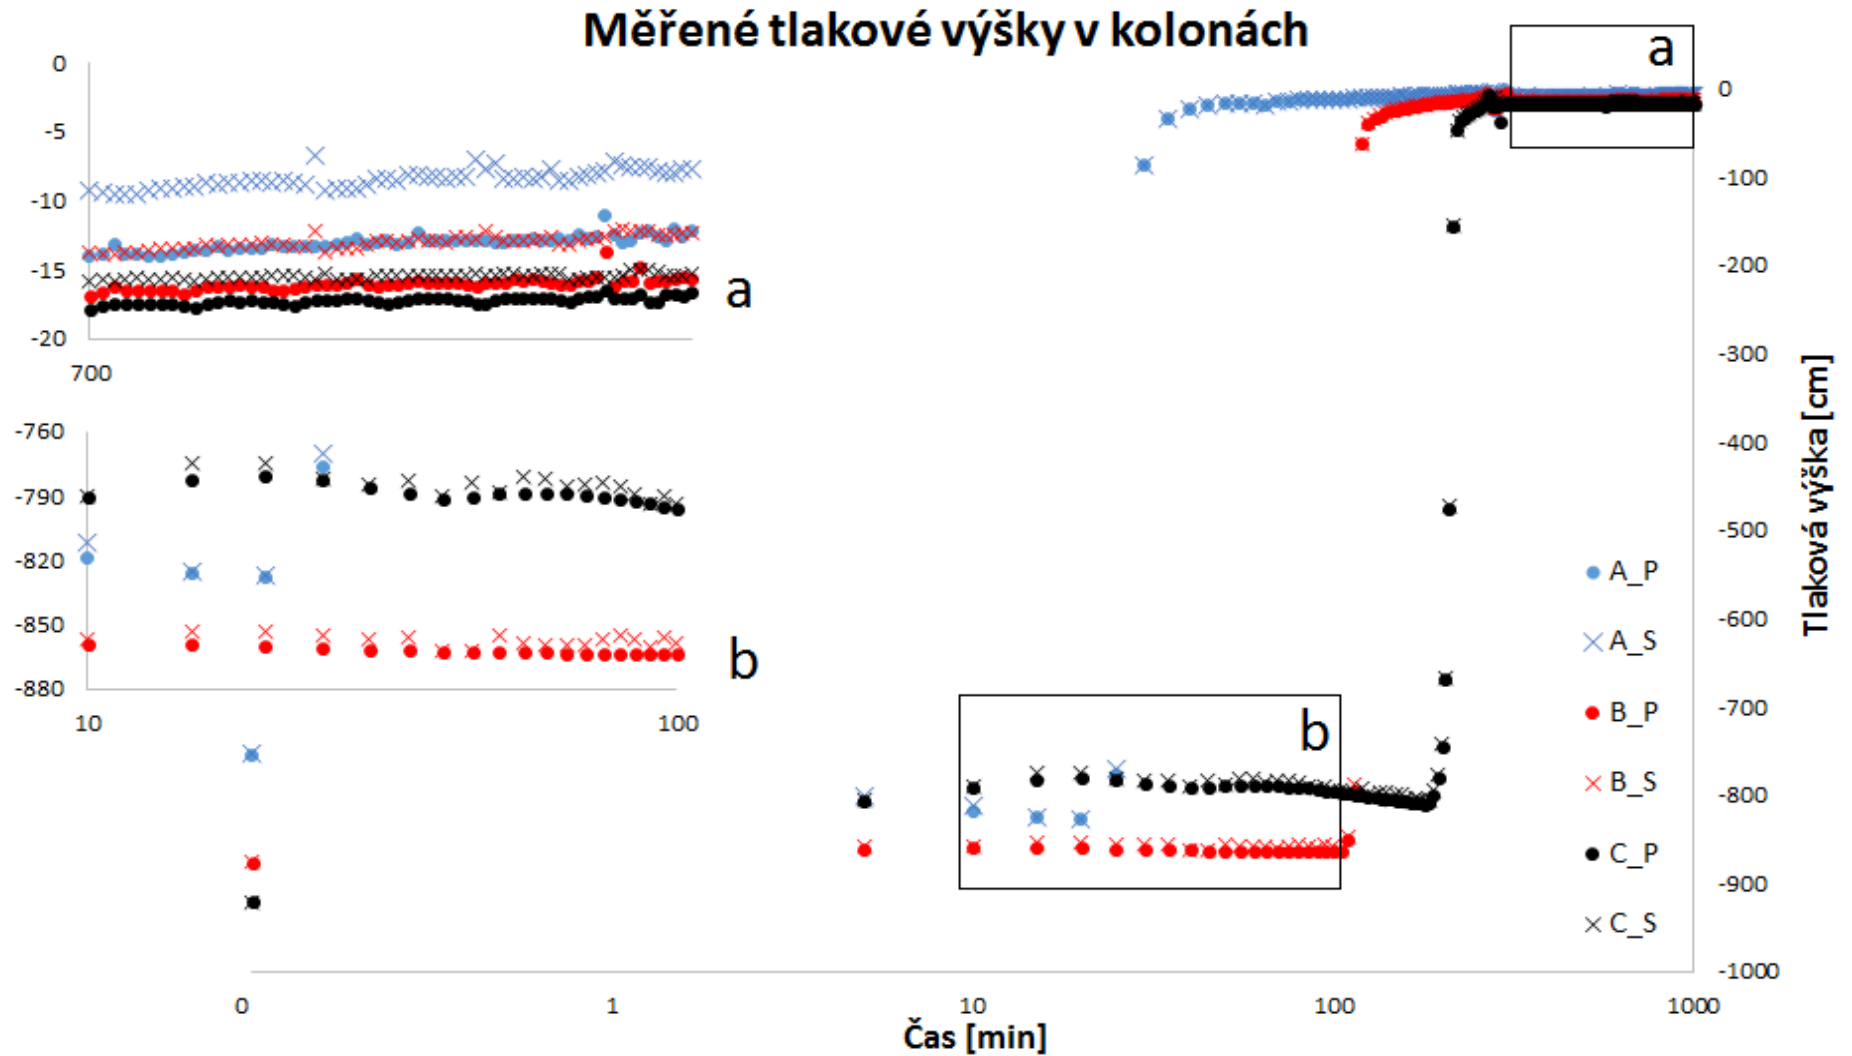 Měřené tlakové výšky v kolonách
0
-5
-10
-15
-20
700
a
-760
-790
-820
-850
-880
10
100
b
a
b
0
-100
-200
-300
-400
-500
-600
-700
-800
-900
-1000
Tlaková výška [cm]
A_P
A_S
B_P
B_S
C_P
C_S
0
1
10
100
1000
Čas [min]